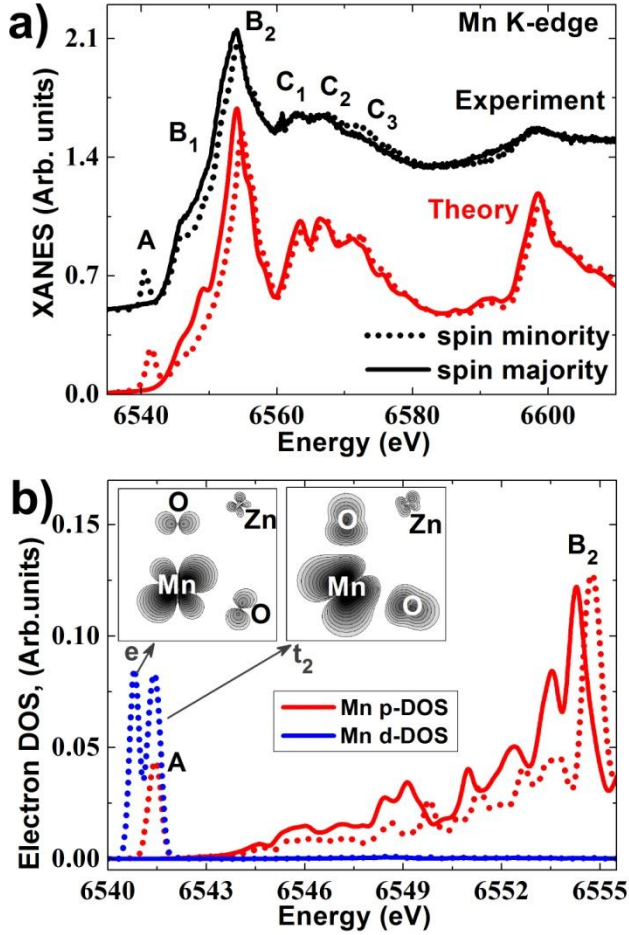 a)
Mn K-edge
B2
C1 C2 C3
Experiment
B1
A
Theory
spin minority
spin majority
XANES (Arb. units)
2.1
1.4
0.7
0.0
6540 6560 6580 6600
Energy (eV)
b)
O Zn
Mn
O
O Zn
Mn
O
B2
e
t2
A
Mn p-DOS
Mn d-DOS
Electron DOS, (Arb.units)
0.15
0.10
0.05
0.00
6540 6543 6546 6549 6552 6555
Energy (eV)